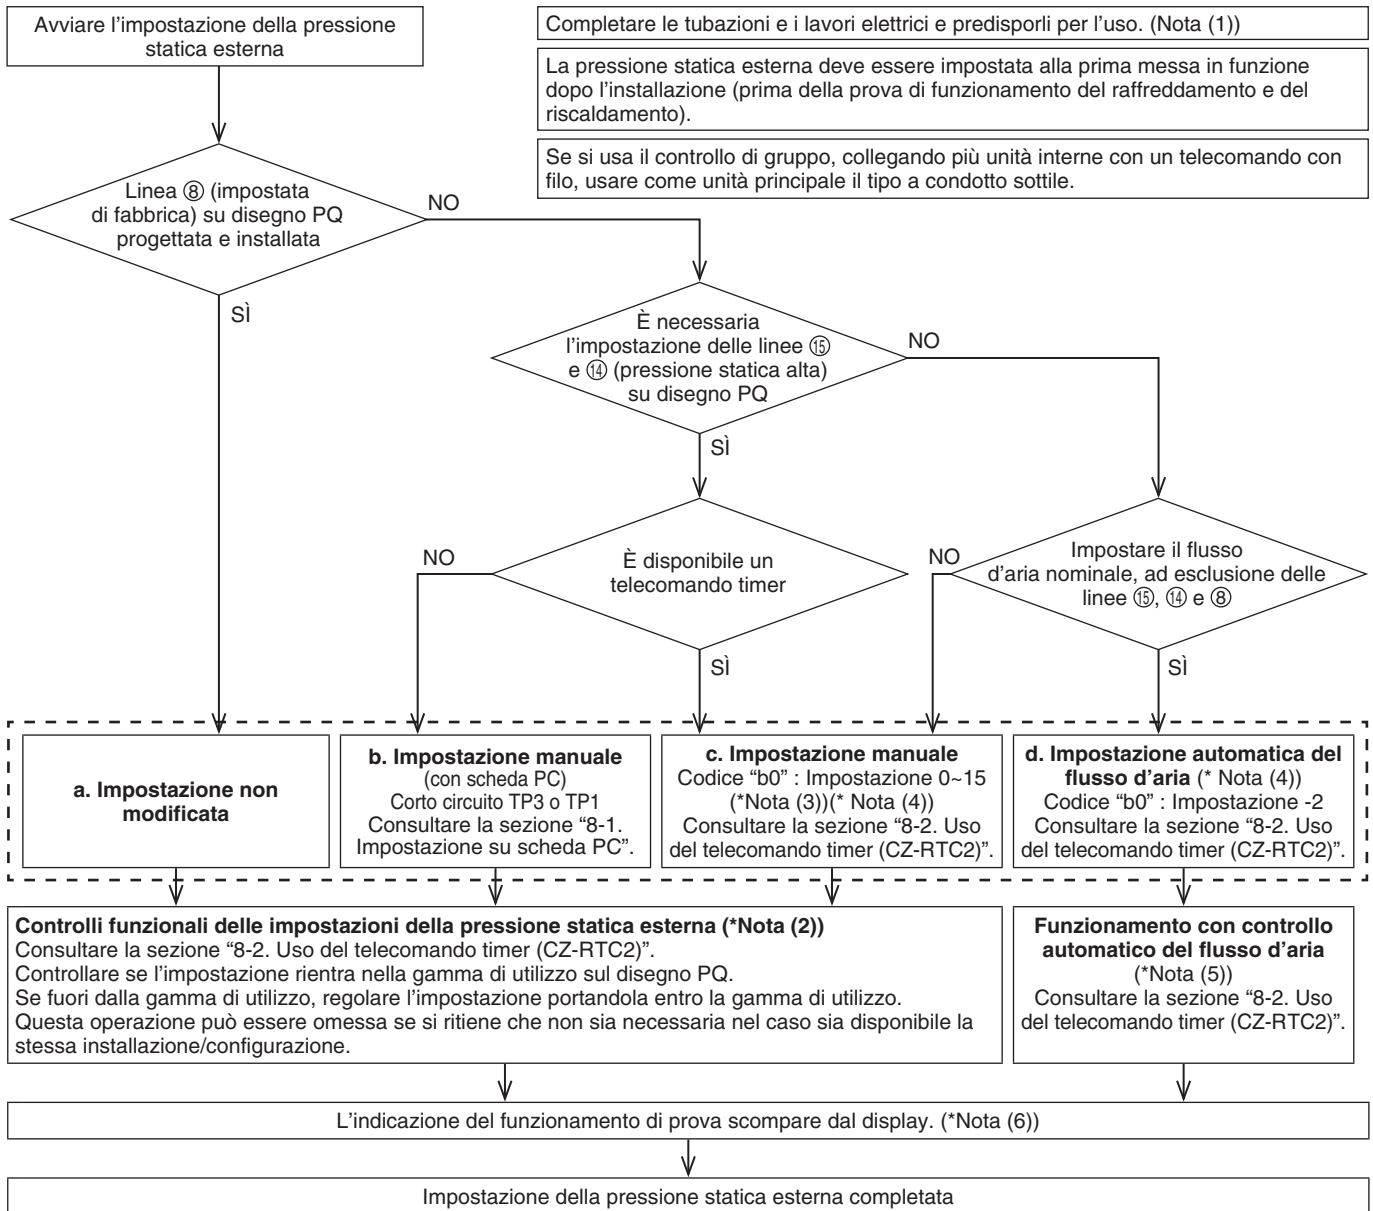 Avviare l'impostazione della pressione
statica esterna
Completare le tubazioni e i lavori elettrici e predisporli per l'uso. (Nota (1))
La pressione statica esterna deve essere impostata alla prima messa in funzione
dopo l'installazione (prima della prova di funzionamento del raffreddamento e del
riscaldamento).
Se si usa il controllo di gruppo, collegando più unità interne con un telecomando con
filo, usare come unità principale il tipo a condotto sottile.
Linea ⑧ (impostata
di fabbrica) su disegno PQ
progettata e installata
NO
SÌ
È necessaria
l'impostazione delle linee ⑮
e ⑭ (pressione statica alta)
su disegno PQ
NO
SÌ
È disponibile un
telecomando timer
NO
SÌ
Impostare il flusso
d'aria nominale, ad esclusione delle
linee ⑮, ⑭ e ⑧
NO
SÌ
a. Impostazione non
modificata
b. Impostazione manuale
(con scheda PC)
Corto circuito TP3 o TP1
Consultare la sezione “8-1.
Impostazione su scheda PC”.
c. Impostazione manuale
Codice “b0” : Impostazione 0~15
(*Nota (3))(* Nota (4))
Consultare la sezione “8-2. Uso
del telecomando timer (CZ-RTC2)”.
d. Impostazione automatica del
flusso d'aria (* Nota (4))
Codice “b0” : Impostazione -2
Consultare la sezione “8-2. Uso
del telecomando timer (CZ-RTC2)”.
Controlli funzionali delle impostazioni della pressione statica esterna (*Nota (2))
Consultare la sezione “8-2. Uso del telecomando timer (CZ-RTC2)”.
Controllare se l'impostazione rientra nella gamma di utilizzo sul disegno PQ.
Se fuori dalla gamma di utilizzo, regolare l'impostazione portandola entro la gamma di utilizzo.
Questa operazione può essere omessa se si ritiene che non sia necessaria nel caso sia disponibile la
stessa installazione/configurazione.
Funzionamento con controllo
automatico del flusso d'aria
(*Nota (5))
Consultare la sezione “8-2. Uso
del telecomando timer (CZ-RTC2)”.
L'indicazione del funzionamento di prova scompare dal display. (*Nota (6))
Impostazione della pressione statica esterna completata